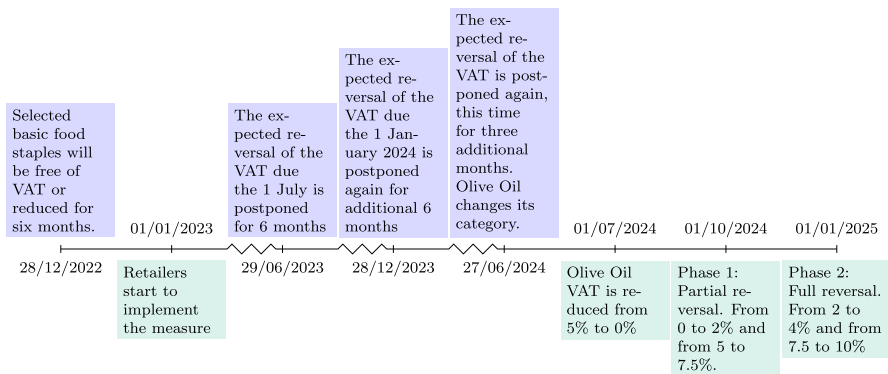 Selected
basic food
staples will
be free of
VAT or
reduced for
six months.
28/12/2022
01/01/2023
Retailers
start to
implement
the measure
The ex-
pected re-
versal of the
VAT due
the 1 July is
postponed
for 6 months
29/06/2023
The ex-
pected re-
versal of the
VAT due
the 1 Jan-
uary 2024 is
postponed
again for
additional 6
months
28/12/2023
The ex-
pected re-
versal of the
VAT is post-
poned again,
this time
for three
additional
months.
Olive Oil
changes its
category.
27/06/2024
01/07/2024
Olive Oil
VAT is re-
duced from
5% to 0%
01/10/2024
Phase 1:
Partial re-
versal. From
0 to 2% and
from 5 to
7.5%.
01/01/2025
Phase 2:
Full reversal.
From 2 to
4% and from
7.5 to 10%